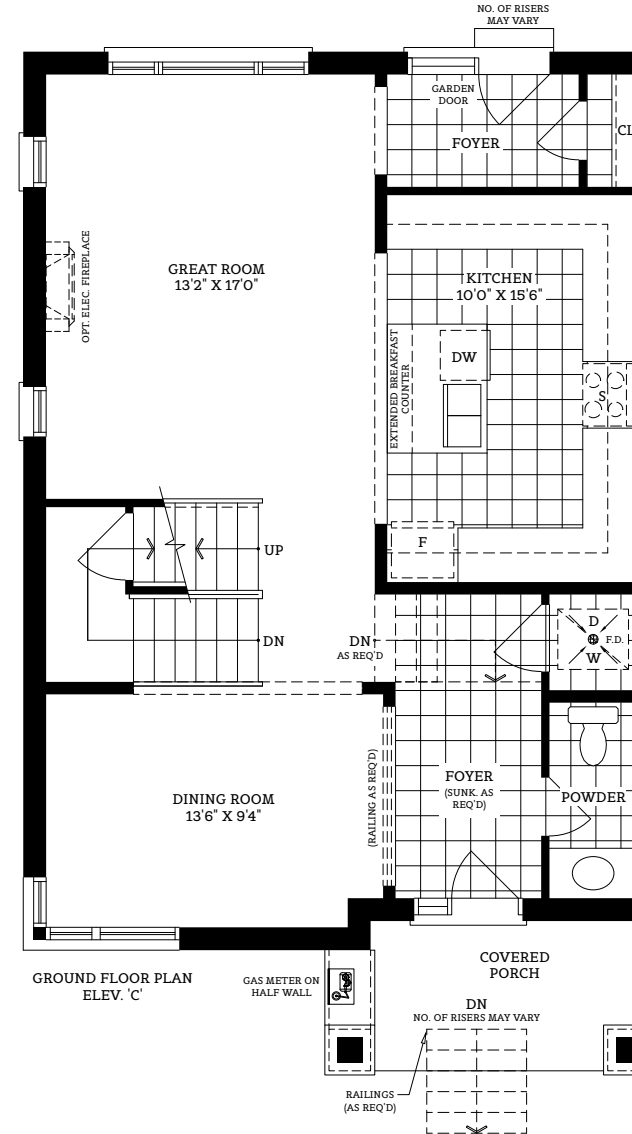 NO. OF RISERS
MAY VARY
GARDEN
DOOR
FOYER
CL
GREAT ROOM
13'2" X 17'0"
OPT. ELEC. FIREPLACE
KITCHEN
10'0" X 15'6"
EXTENDED BREAKFAST
COUNTER
DW
S
F
UP
DN
DN
AS REQ'D
D
F.D.
W
DINING ROOM
13'6" X 9'4"
(RAILING AS REQ'D)
FOYER
(SUNK. AS
REQ'D)
POWDER
GROUND FLOOR PLAN
ELEV. 'C'
GAS METER ON
HALF WALL
COVERED
PORCH
DN
NO. OF RISERS MAY VARY
RAILINGS
(AS REQ'D)